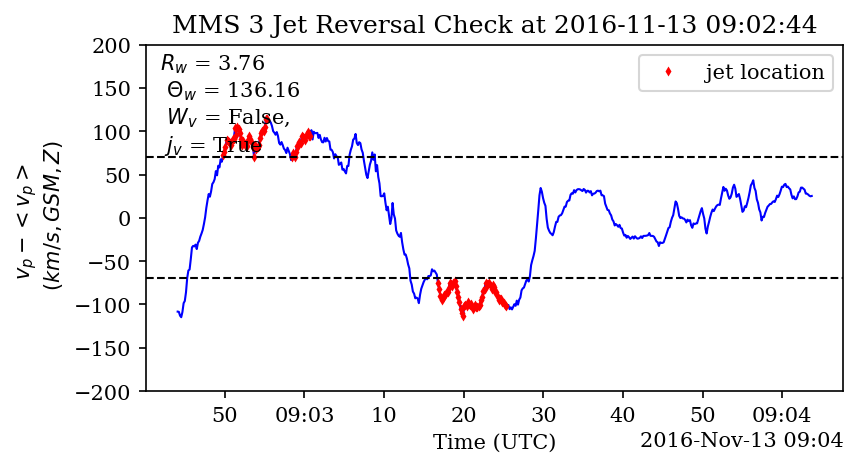 MMS 3 Jet Reversal Check at 2016-11-13 09:02:44
200
150
100
50
0
−50
−100
−150
−200
v_p − < v_p >
(km/s, GSM, Z)
R_w = 3.76
Θ_w = 136.16
W_v = False,
j_v = True
jet location
50 09:03 10 20 30 40 50 09:04
Time (UTC)
2016-Nov-13 09:04